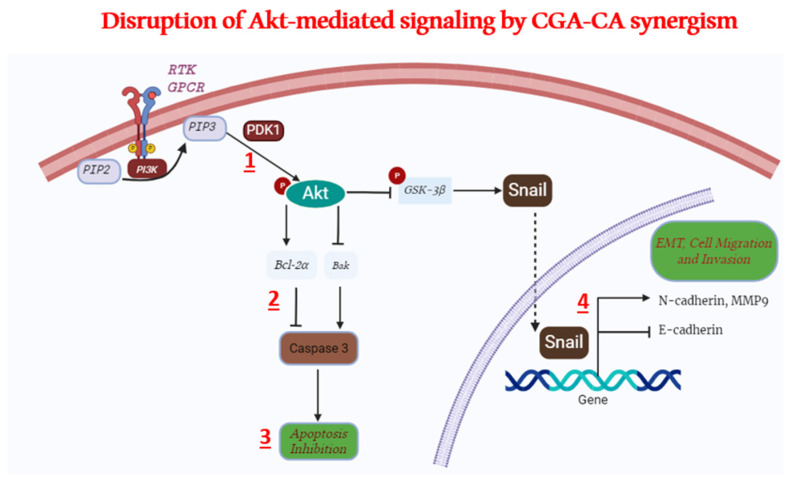 Disruption of Akt-mediated signaling by CGA-CA synergism
RTK
GPCR
PIP3
PDK1
PIP2
P
P
PI3K
1
P
Akt
P
GSK-3β
Snail
Bcl-2α
Bak
2
Caspase 3
3
Apoptosis
Inhibition
EMT, Cell Migration
and Invasion
4
N-cadherin, MMP9
E-cadherin
Snail
Gene